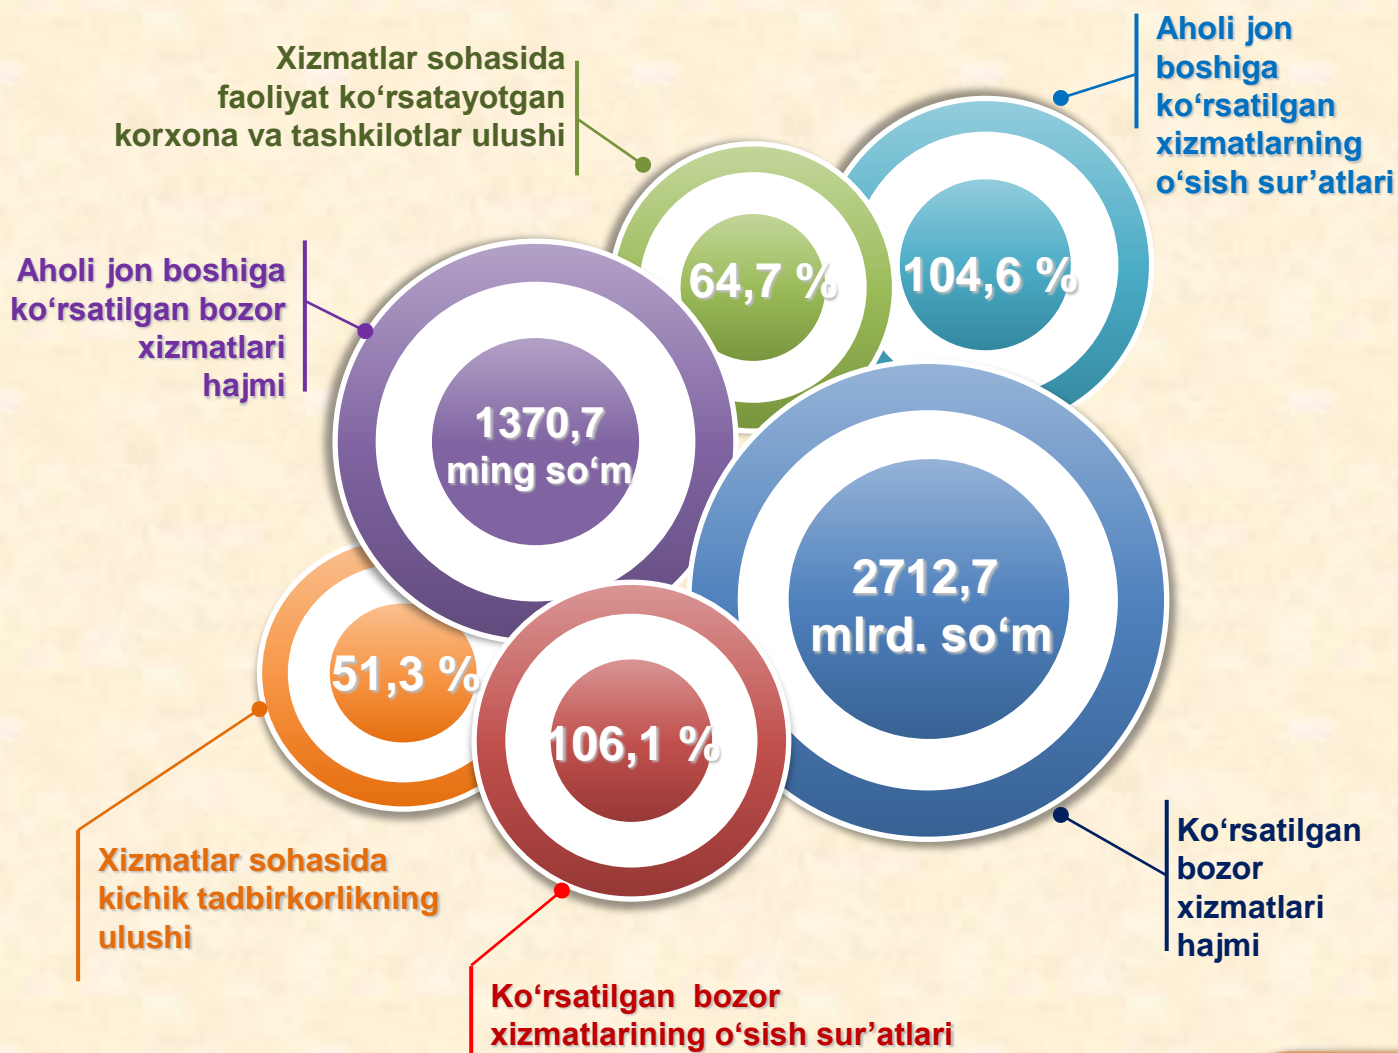 Xizmatlar sohasida
faoliyat ko‘rsatayotgan
korxona va tashkilotlar ulushi
Aholi jon
boshiga
ko‘rsatilgan
xizmatlarning
o‘sish sur’atlari
Aholi jon boshiga
ko‘rsatilgan bozor
xizmatlari
hajmi
64,7 %
104,6 %
1370,7
ming so‘m
2712,7
mlrd. so‘m
51,3 %
106,1 %
Xizmatlar sohasida
kichik tadbirkorlikning
ulushi
Ko‘rsatilgan
bozor
xizmatlari
hajmi
Ko‘rsatilgan bozor
xizmatlarining o‘sish sur’atlari